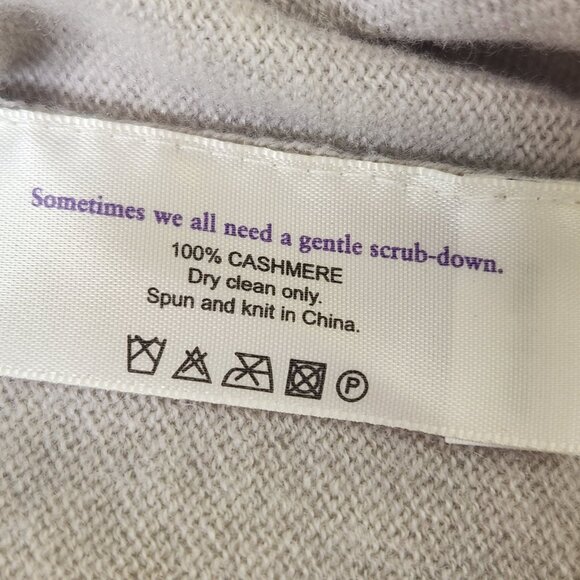 Sometimes we all need a gentle scrub-down.
100% CASHMERE
Dry clean only.
Spun and knit in China.
P